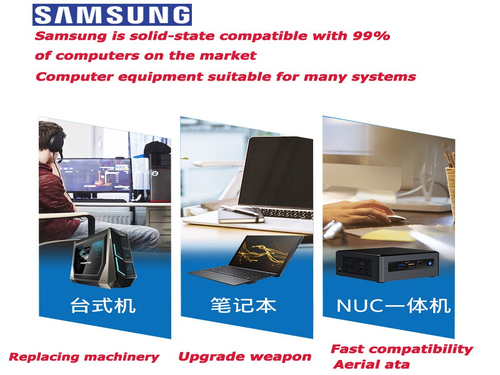 SAMSUNG
Samsung is solid-state compatible with 99%
of computers on the market
Computer equipment suitable for many systems
台式机
笔记本
NUC一体机
Replacing machinery
Upgrade weapon
Fast compatibility
Aerial ata